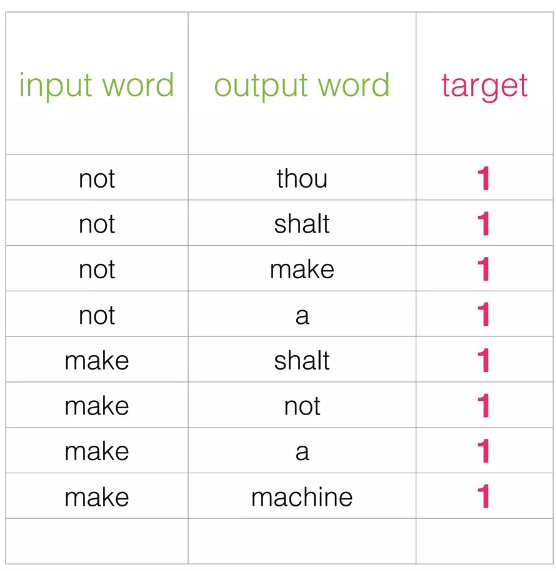 input word output word target
not thou 1
not shalt 1
not make 1
not a 1
make shalt 1
make not 1
make a 1
make machine 1